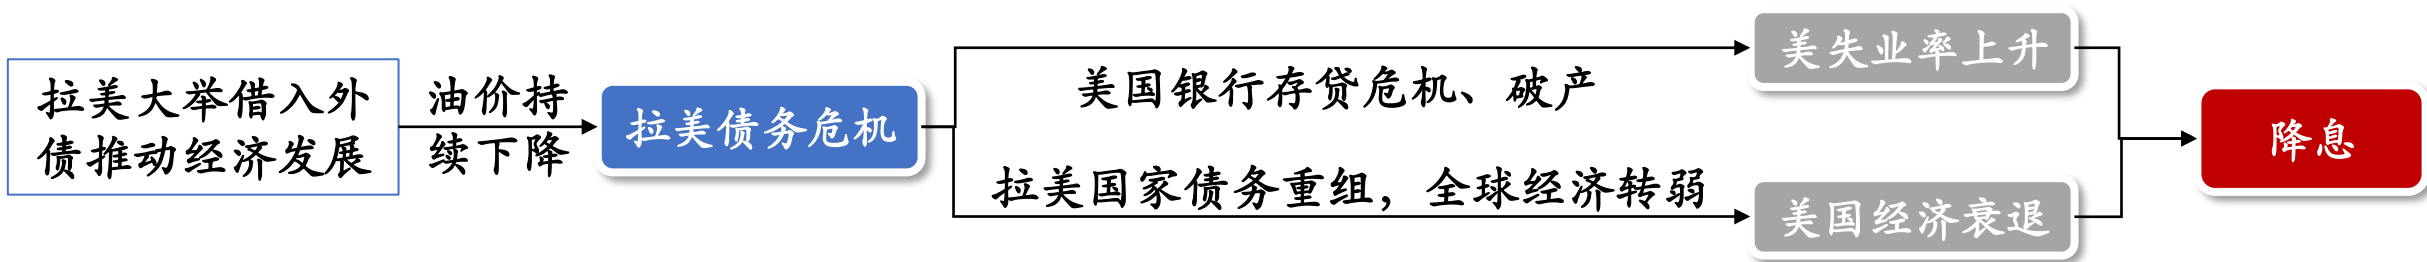 拉美大举借入外
债推动经济发展
油价持
续下降
拉美债务危机
美国银行存贷危机、破产
拉美国家债务重组，全球经济转弱
美失业率上升
美国经济衰退
降息